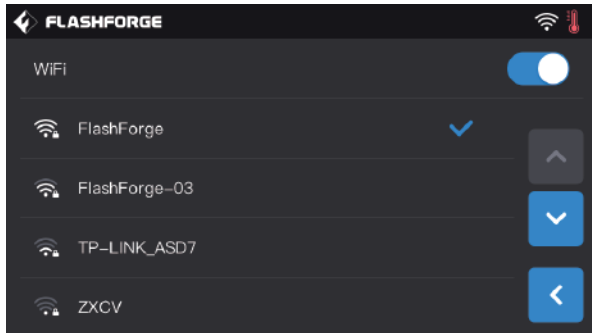 FLASHFORGE
WiFi
FlashForge
FlashForge-03
TP-LINK_ASD7
ZXCV